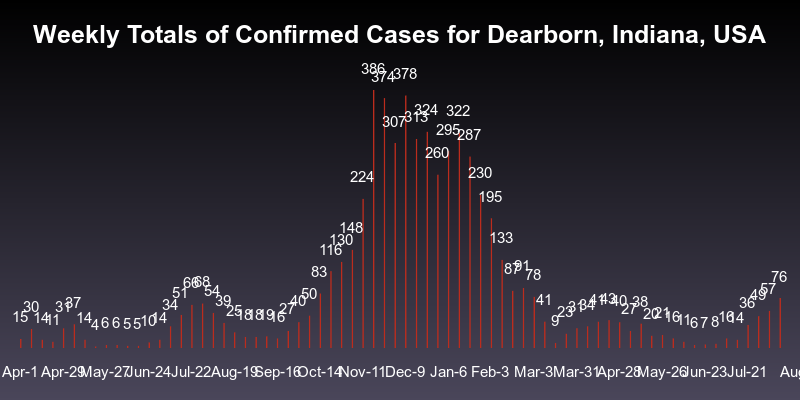 Weekly Totals of Confirmed Cases for Dearborn, Indiana, USA
15 30 14 11 31 37 14 4 6 6 5 5 10 14 34 51 66 68 54 39 25 18 18 19 16 27 40 50 83 116 130 148 224 386 374 307 378 313 324 260 295 322 287 230 195 133 87 91 78 41 9 23 31 34 41 43 40 27 38 20 21 16 11 6 7 8 16 14 36 49 57 76
Apr-1 Apr-29 May-27 Jun-24 Jul-22 Aug-19 Sep-16 Oct-14 Nov-11 Dec-9 Jan-6 Feb-3 Mar-3 Mar-31 Apr-28 May-26 Jun-23 Jul-21 Au